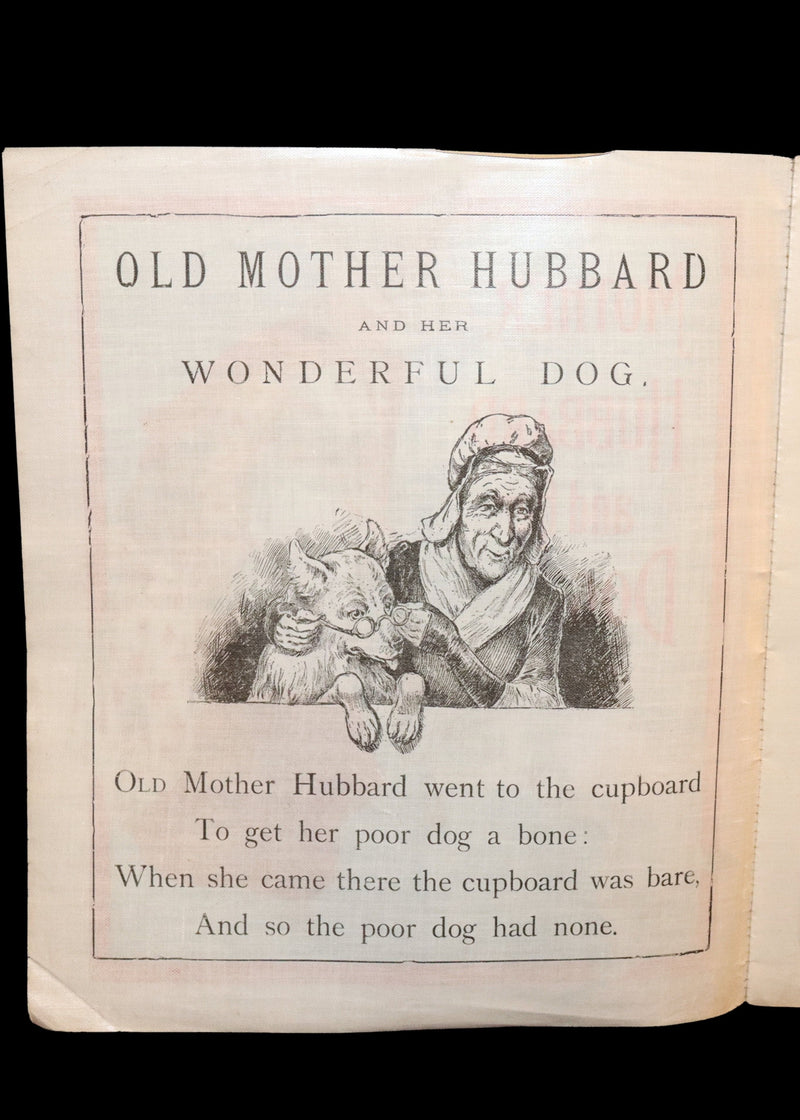 OLD MOTHER HUBBARD
AND HER
WONDERFUL DOG.
OLD Mother Hubbard went to the cupboard
To get her poor dog a bone:
When she came there the cupboard was bare,
And so the poor dog had none.